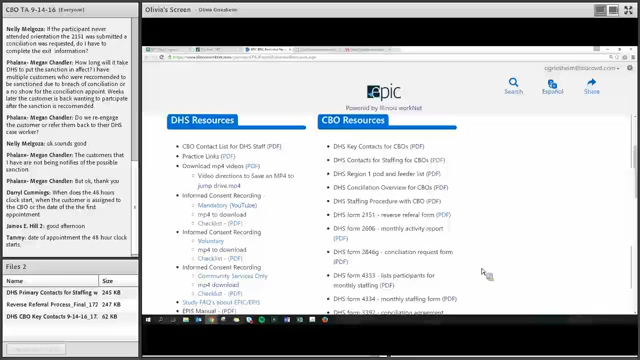 CBO TA 9-14-16 (Everyone)
Nelly Melgoza: If the participant never
attended orientation the 2151 was submitted a
conciliation was requested, do I have to
complete the exit information?
Phalanx- Megan Chandler: How long will it take
DHS to put the sanction in affect? I have
multiple customers who were reccomended to
be sanctioned due to breach of conciliation or a
no show for the conciliation appoint. Weeks
later the customer is back wanting to participate
after the sanction is recommended.
Phalanx- Megan Chandler: Do we re-engage
the customer or refer them back to their DHS
case worker?
Nelly Melgoza: ok sounds good
Phalanx- Megan Chandler: The customers that
I have are not being notifies of the possible
sanction.
Phalanx- Megan Chandler: But ok, thank you
Darryl Cummings: When does the 48 hours
clock start, when the customer is assigned to
the CBO or the date of the the first
appointment.
James E. Hill 2: good afternoon
Tammy: date of appointment the 48 hour clock
starts.
Files 2
DHS Primary Contacts for Staffing w 245 KB
Reverse Referral Process_Final_172 247 KB
DHS CBO Key Contacts 9-14-16_17. 62 KB
Olivia's Screen
epic
Powered by Illinois workNet
Search
Español
Share
DHS Resources
CBO Contact List for DHS Staff (PDF)
Practice Links (PDF)
Download mp4 videos (PDF)
Video directions to Save an MP4 to
jump drive.mp4
Informed Consent Recording
Mandatory (YouTube)
mp4 to download
Checklist - (PDF)
Informed Consent Recording
Voluntary
mp4 to download
Checklist - (PDF)
Informed Consent Recording
Community Services Only
mp4 download
Checklist - (PDF)
Study FAQ's about EPIC/EPIS
EPIS Manual - (PDF)
CBO Resources
DHS Key Contacts for CBOs (PDF)
DHS Contacts for Staffing for CBOs (PDF)
DHS Region 1 pod and feeder list (PDF)
DHS Conciliation Overview for CBOs (PDF)
DHS Staffing Procedure with CBO (PDF)
DHS form 2151 - reverse referal form (PDF)
DHS form 2606 - monthly activity report
(PDF)
DHS form 2846g - conciliation request form
(PDF)
DHS form 4353 - lists participants for
monthly staffing (PDF)
DHS form 4334 - monthly staffing form (PDF)
DHS form 3392 - conciliation agreement